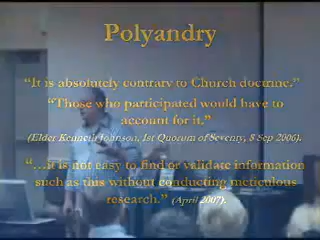 Polyandry
“It is absolutely contrary to Church doctrine.”
“Those who participated would have to
account for it.”
(Elder Kenneth Johnson, 1st Quorum of Seventy, 8 Sep 2006).
“…it is not easy to find or validate information
such as this without conducting meticulous
research.” (April 2007).